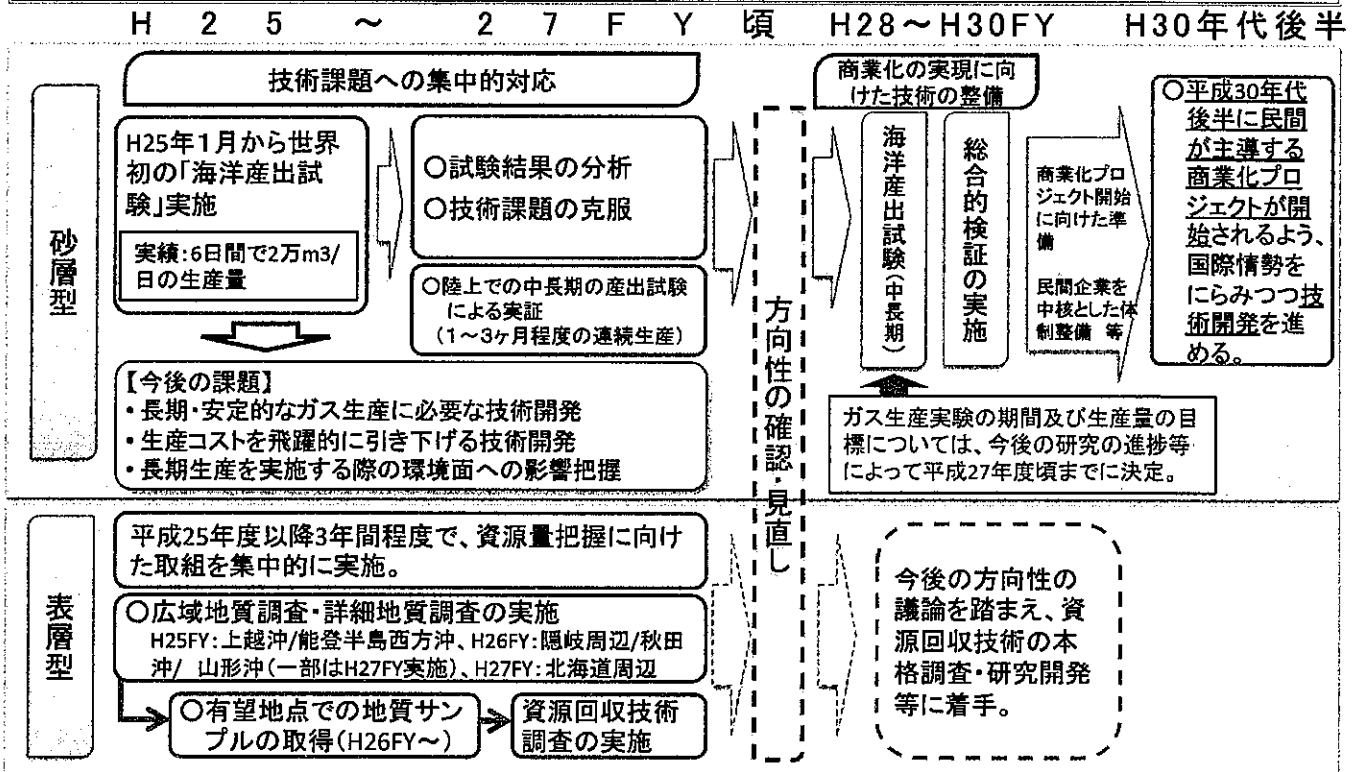 H25～27FY頃 H28～H30FY H30年代後半
技術課題への集中的対応
商業化の実現に向
けた技術の整備
砂層型
H25年1月から世界
初の「海洋産出試
験」実施
実績:6日間で2万m3/
日の生産量
○試験結果の分析
○技術課題の克服
○陸上での中長期の産出試験
による実証
(1～3ヶ月程度の連続生産)
【今後の課題】
・長期・安定的なガス生産に必要な技術開発
・生産コストを飛躍的に引き下げる技術開発
・長期生産を実施する際の環境面への影響把握
方向性の確認・見直し
海洋産出試験(中長期)
総合的検証の実施
商業化プロ
ジェクト開始
に向けた準
備
民間企業を
中核とした体
制整備 等
○平成30年代
後半に民間
が主導する
商業化プロ
ジェクトが開
始されるよう、
国際情勢を
にらみつつ技
術開発を進
める。
ガス生産実験の期間及び生産量の目
標については、今後の研究の進捗等
によって平成27年度頃までに決定。
表層型
平成25年度以降3年間程度で、資源量把握に向け
た取組を集中的に実施。
○広域地質調査・詳細地質調査の実施
H25FY:上越沖/能登半島西方沖、H26FY:隠岐周辺/秋田
沖/ 山形沖(一部はH27FY実施)、H27FY:北海道周辺
○有望地点での地質サン
プルの取得(H26FY～)
資源回収技術
調査の実施
今後の方向性の
議論を踏まえ、資
源回収技術の本
格調査・研究開発
等に着手。